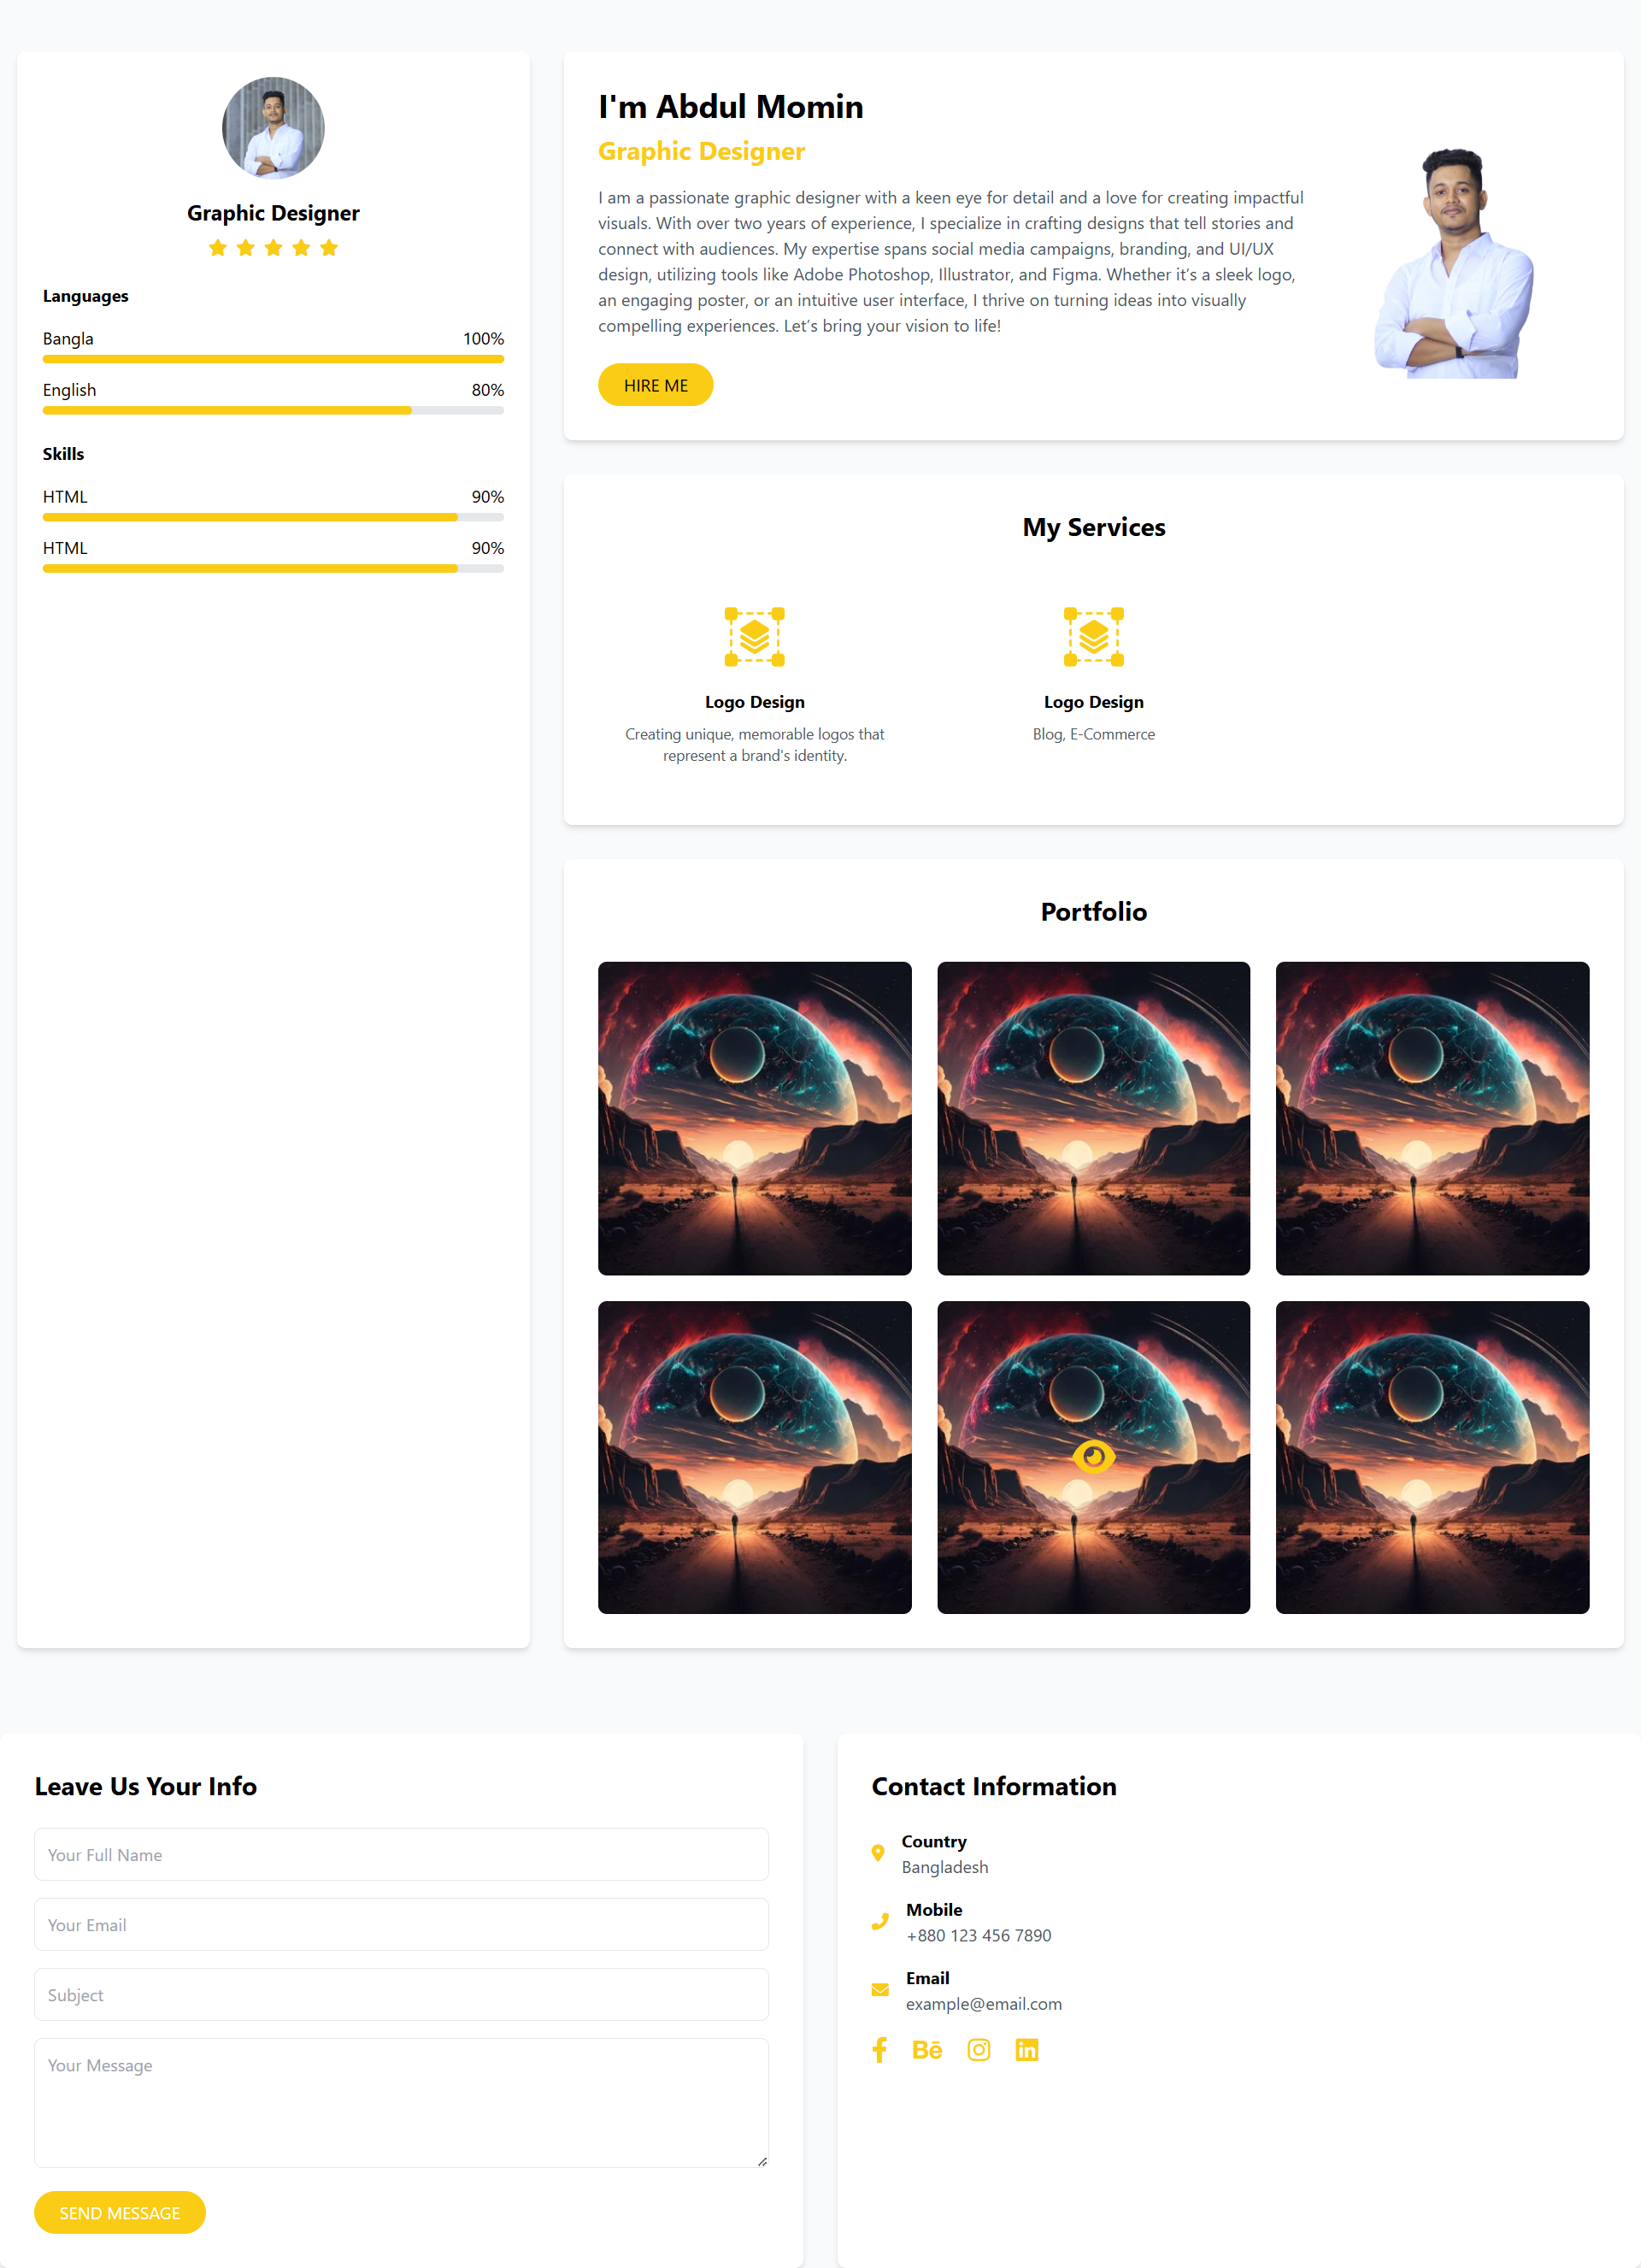 Graphic Designer
Languages
Bangla 100%
English 80%
Skills
HTML 90%
HTML 90%
I'm Abdul Momin
Graphic Designer
I am a passionate graphic designer with a keen eye for detail and a love for creating impactful
visuals. With over two years of experience, I specialize in crafting designs that tell stories and
connect with audiences. My expertise spans social media campaigns, branding, and UI/UX
design, utilizing tools like Adobe Photoshop, Illustrator, and Figma. Whether it’s a sleek logo,
an engaging poster, or an intuitive user interface, I thrive on turning ideas into visually
compelling experiences. Let’s bring your vision to life!
HIRE ME
My Services
Logo Design
Creating unique, memorable logos that
represent a brand's identity.
Logo Design
Blog, E-Commerce
Portfolio
Leave Us Your Info
Your Full Name
Your Email
Subject
Your Message
SEND MESSAGE
Contact Information
Country
Bangladesh
Mobile
+880 123 456 7890
Email
example@email.com
Bē
in